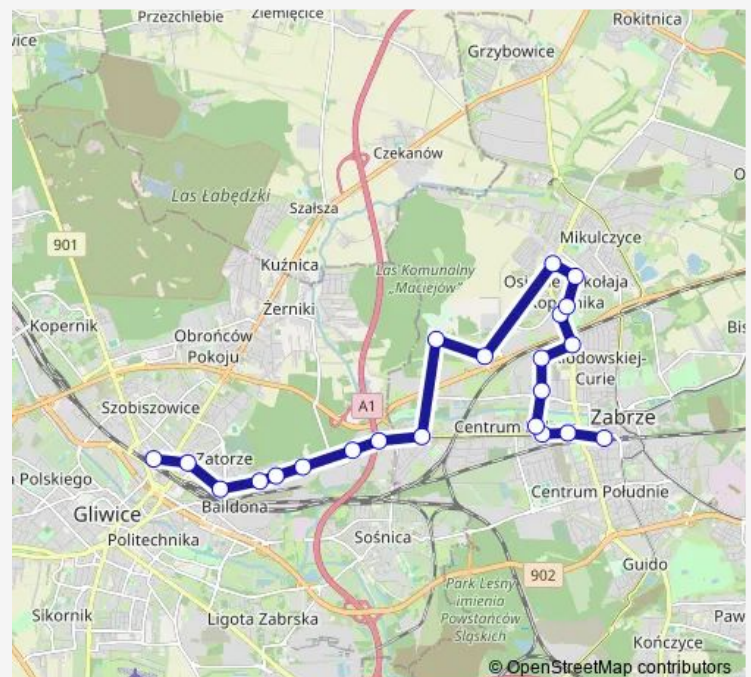 Przezchlebie
Ziemięcice
Rokitnica
Grzybowice
Czekanów
Las Łabędzki
Szałsza
901
Mikulczyce
Kuźnica
Las Komunalny
„Maciejów”
Żerniki
Kopernik
Obrońców
Pokoju
Curie
A1
Szobiszowice
Centrum
Zabrze
Zatorze
Polskiego
Centrum Południe
Baildona
Gliwice
Politechnika
Sośnica
Guido
902
Park Leśny
imienia
Powstańców
Śląskich
Sikornik
Ligota Zabrska
Kończyce
© OpenStreetMap contributors